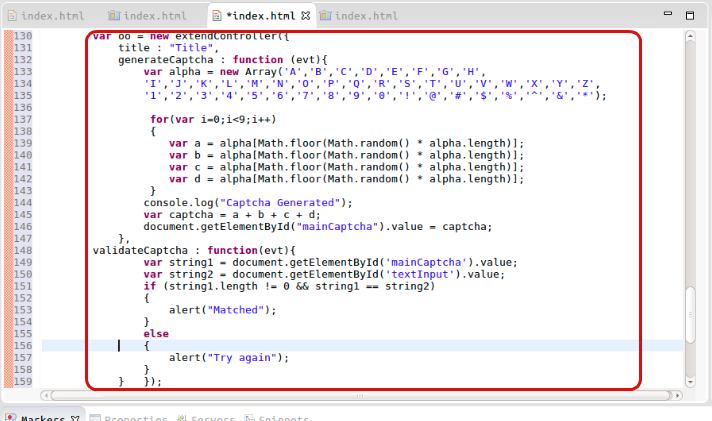 index.html index.html *index.html index.html
130 var oo = new extendController({
131 title : "Title",
132 generateCaptcha : function (evt){
133 var alpha = new Array('A','B','C','D','E','F','G','H',
134 'I','J','K','L','M','N','O','P','Q','R','S','T','U','V','W','X','Y','Z',
135 '1','2','3','4','5','6','7','8','9','0','!','@','#','$','%','^','&','*');
136
137 for(var i=0;i<9;i++)
138 {
139 var a = alpha[Math.floor(Math.random() * alpha.length)];
140 var b = alpha[Math.floor(Math.random() * alpha.length)];
141 var c = alpha[Math.floor(Math.random() * alpha.length)];
142 var d = alpha[Math.floor(Math.random() * alpha.length)];
143 }
144 console.log("Captcha Generated");
145 var captcha = a + b + c + d;
146 document.getElementById("mainCaptcha").value = captcha;
147 },
148 validateCaptcha : function(evt){
149 var string1 = document.getElementById('mainCaptcha').value;
150 var string2 = document.getElementById('textInput').value;
151 if (string1.length != 0 && string1 == string2)
152 {
153 alert("Matched");
154 }
155 else
156 {
157 alert("Try again");
158 }
159 } });
Markers Properties Servers Snippets